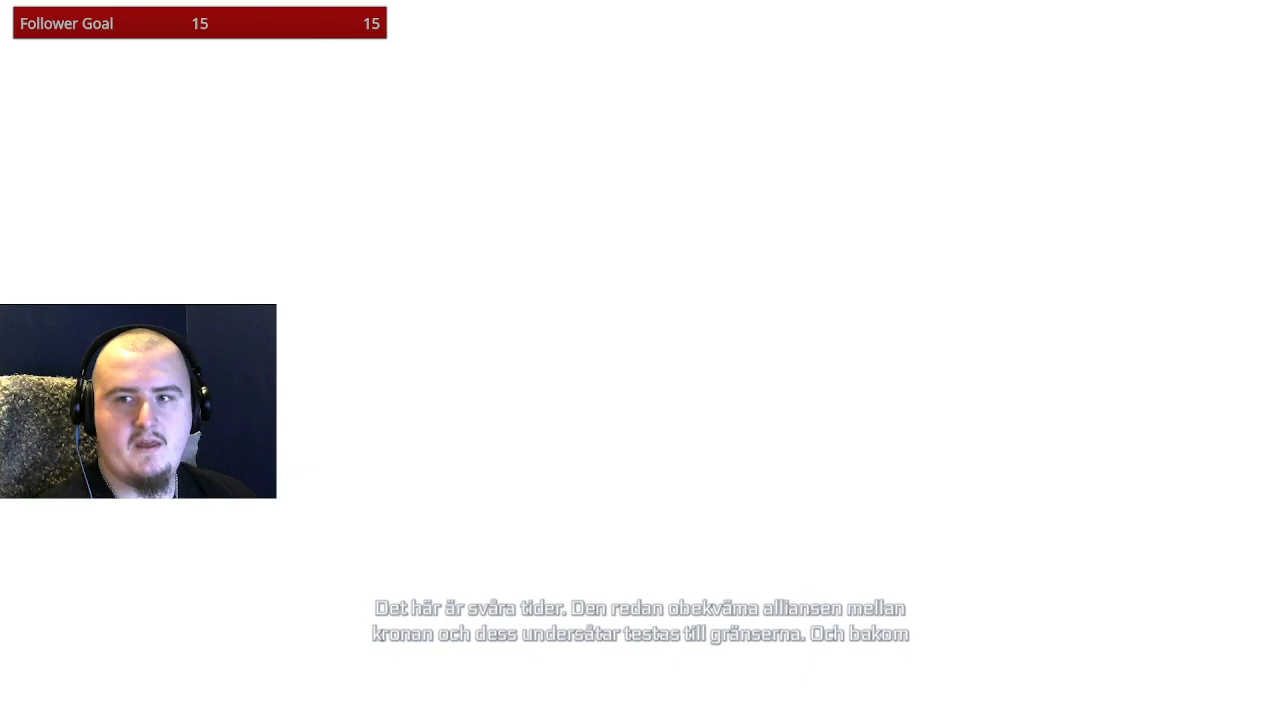 Follower Goal 15 15
Det här är svåra tider. Den redan obekväma alliansen mellan
kronan och dess undersåtar testas till gränserna. Och bakom